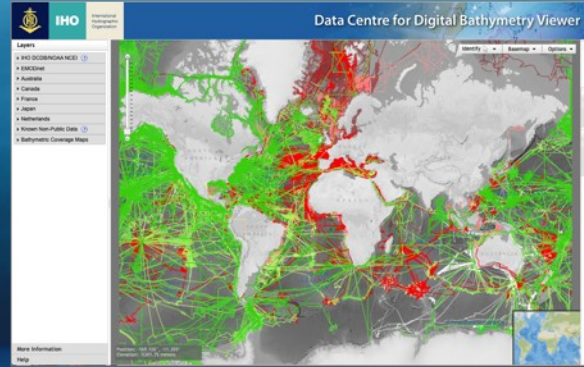 IHO
International
Hydrographic
Organization
Data Centre for Digital Bathymetry Viewer
Layers
IHO DCDB/NOAA NCEI
EMODnet
Australia
Canada
France
Japan
Netherlands
Known Non-Public Data
Bathymetric Coverage Maps
Identify
Basemap
Options
More Information
Help